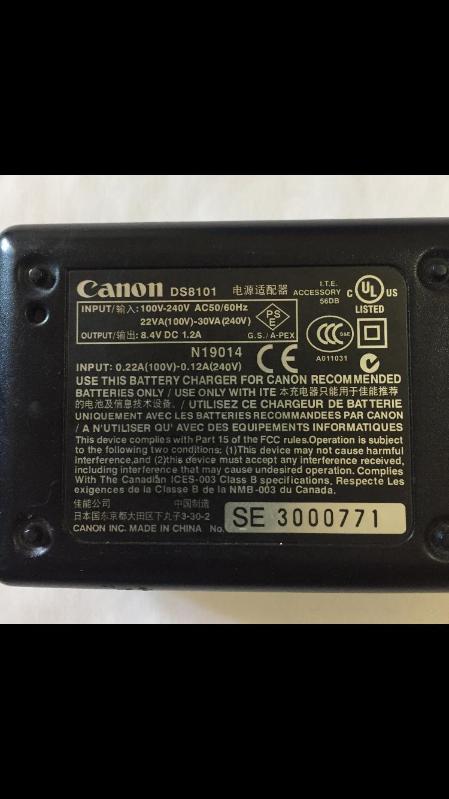 Canon DS8101 电源适配器 I.T.E. ACCESSORY 56DB C UL US LISTED
INPUT/输入: 100V-240V AC50/60Hz
22VA(100V)-30VA(240V)
OUTPUT/输出: 8.4V DC 1.2A
PS E
G.S./A-PEX
CCC S&E
A011031
N19014 CE
INPUT: 0.22A(100V)-0.12A(240V)
USE THIS BATTERY CHARGER FOR CANON RECOMMENDED
BATTERIES ONLY / USE ONLY WITH ITE 本充电器只能用于佳能推荐
的电池及信息技术设备。/ UTILISEZ CE CHARGEUR DE BATTERIE
UNIQUEMENT AVEC LES BATTERIES RECOMMANDEES PAR CANON
/ A N'UTILISER QU' AVEC DES EQUIPEMENTS INFORMATIQUES
This device complies with Part 15 of the FCC rules.Operation is subject
to the following two conditions; (1)This device may not cause harmful
interference,and (2)this device must accept any interference received,
including interference that may cause undesired operation. Complies
With The Canadian ICES-003 Class B specifications, Respecte Les
exigences de la Classe B de la NMB-003 du Canada.
佳能公司 中国制造
日本国东京都大田区下丸子3-30-2
CANON INC. MADE IN CHINA No. SE 3000771